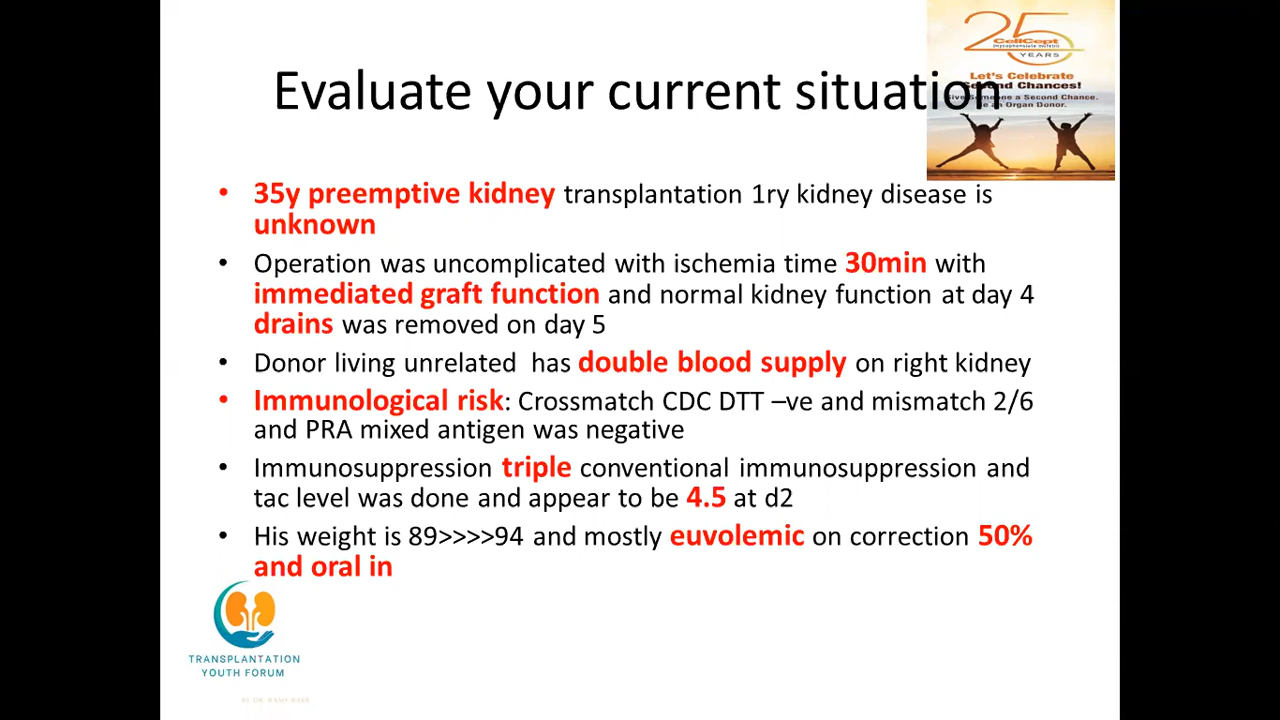 25
CellCept
(mycophenolate mofetil)
YEARS
Let's Celebrate
Second Chances!
Give Someone a Second Chance.
Be an Organ Donor.
Evaluate your current situation
• 35y preemptive kidney transplantation 1ry kidney disease is
unknown
• Operation was uncomplicated with ischemia time 30min with
immediated graft function and normal kidney function at day 4
drains was removed on day 5
• Donor living unrelated has double blood supply on right kidney
• Immunological risk: Crossmatch CDC DTT –ve and mismatch 2/6
and PRA mixed antigen was negative
• Immunosuppression triple conventional immunosuppression and
tac level was done and appear to be 4.5 at d2
• His weight is 89>>>>94 and mostly euvolemic on correction 50%
and oral in
TRANSPLANTATION
YOUTH FORUM